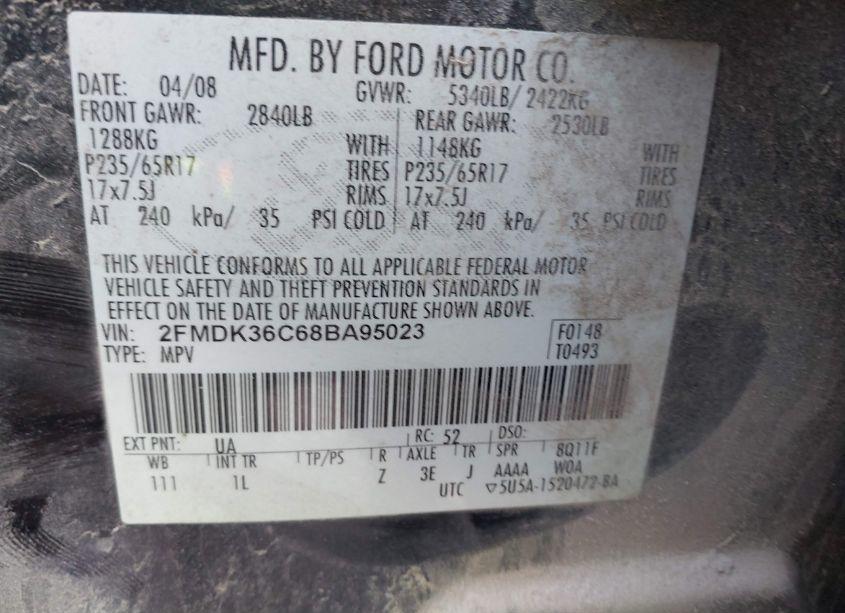 MFD. BY FORD MOTOR CO.
DATE: 04/08 GVWR: 5340LB/ 2422KG
FRONT GAWR: 2840LB REAR GAWR: 2530LB
1288KG WITH 1148KG WITH
P235/65R17 TIRES P235/65R17 TIRES
17x7.5J RIMS 17x7.5J RIMS
AT 240 kPa/ 35 PSI COLD AT 240 kPa/ 35 PSI COLD
THIS VEHICLE CONFORMS TO ALL APPLICABLE FEDERAL MOTOR
VEHICLE SAFETY AND THEFT PREVENTION STANDARDS IN
EFFECT ON THE DATE OF MANUFACTURE SHOWN ABOVE.
VIN: 2FMDK36C68BA95023 F0148
TYPE: MPV T0493
EXT PNT: UA RC: 52 DSO:
WB INT TR TP/PS R AXLE TR SPR 8Q11F
111 1L Z 3E J AAAA W0A
UTC ▽5U5A-1520472-BA